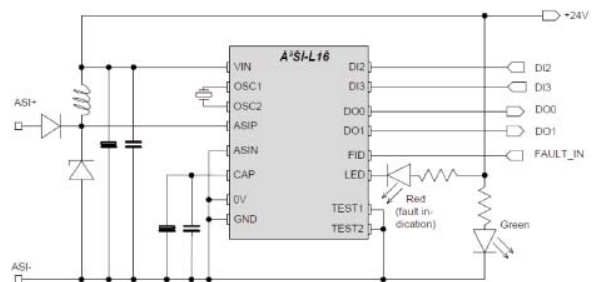 +24V
A²SI-L16
VIN
OSC1
OSC2
ASIP
ASIN
CAP
0V
GND
DI2
DI3
DO0
DO1
FID
LED
TEST1
TEST2
DI2
DI3
DO0
DO1
FAULT_IN
ASI+
ASI-
Red
(fault in-
dication)
Green